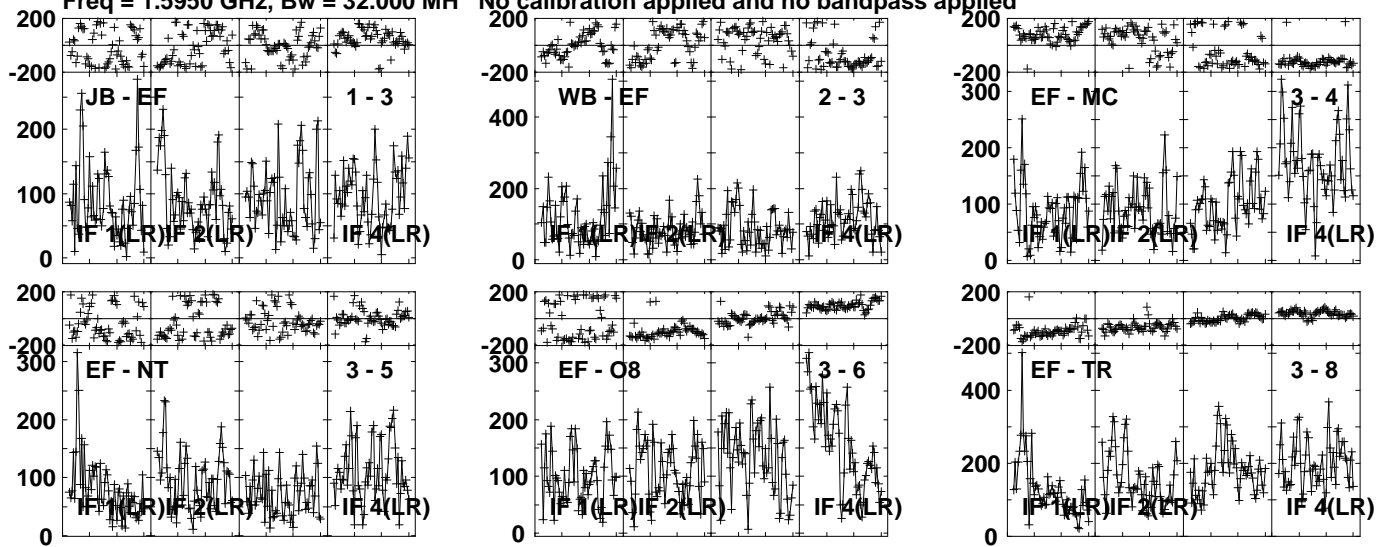 Freq = 1.5950 GHz, Bw = 32.000 MH   No calibration applied and no bandpass applied
200
-200
JB - EF
1 - 3
200
100
0
IF 1(LR)
IF 2(LR)
IF 4(LR)
200
-200
WB - EF
2 - 3
400
200
0
IF 1(LR)
IF 2(LR)
IF 4(LR)
200
-200
EF - MC
3 - 4
300
200
100
0
IF 1(LR)
IF 2(LR)
IF 4(LR)
200
-200
EF - NT
3 - 5
300
200
100
0
IF 1(LR)
IF 2(LR)
IF 4(LR)
200
-200
EF - O8
3 - 6
300
200
100
0
IF 1(LR)
IF 2(LR)
IF 4(LR)
200
-200
EF - TR
3 - 8
400
200
0
IF 1(LR)
IF 2(LR)
IF 4(LR)